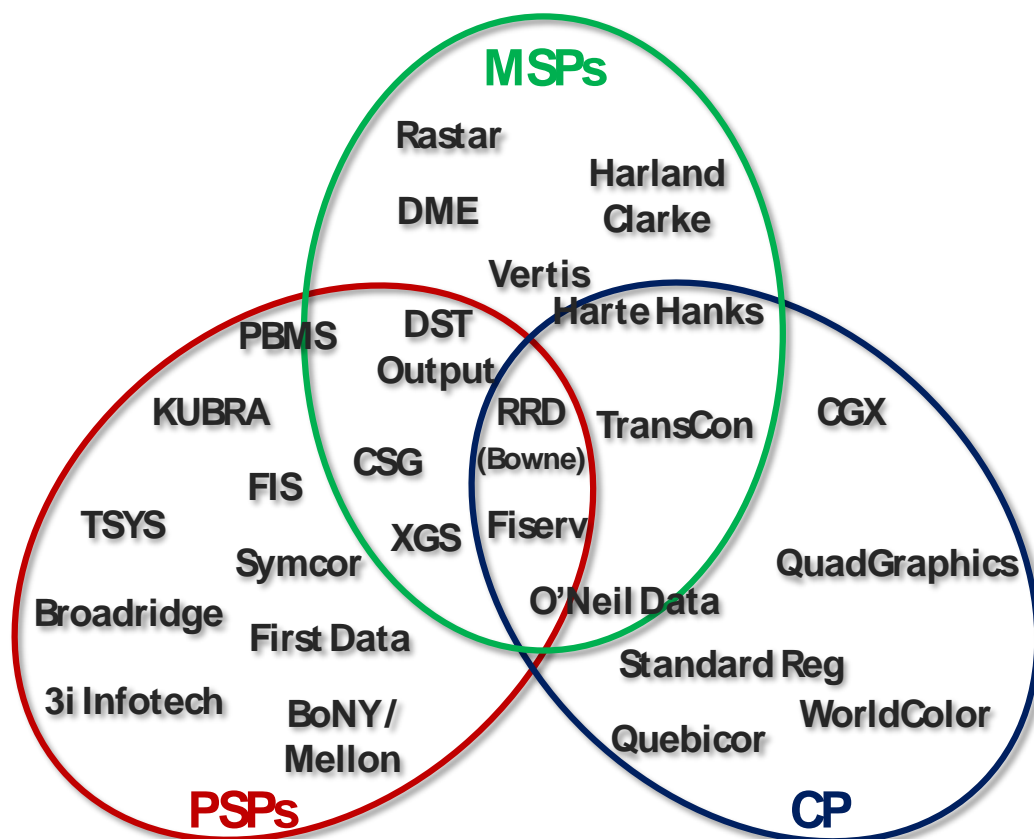 MSPs
Rastar
Harland
Clarke
DME
Vertis
Harte Hanks
PBMS
DST
Output
KUBRA
RRD
(Bowne)
TransCon
CGX
CSG
FIS
TSYS
XGS
Fiserv
Symcor
QuadGraphics
Broadridge
O'Neil Data
First Data
Standard Reg
3i Infotech
BoNY /
Mellon
WorldColor
Quebicor
PSPs
CP